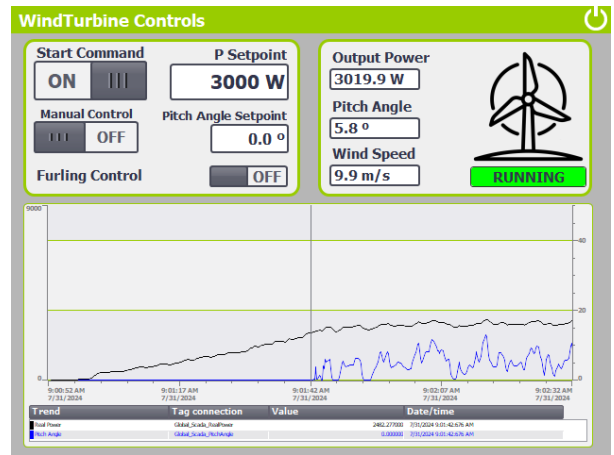 WindTurbine Controls
Start Command
P Setpoint
ON
3000 W
Manual Control
Pitch Angle Setpoint
OFF
0.0 º
Furling Control
OFF
Output Power
3019.9 W
Pitch Angle
5.8 º
Wind Speed
9.9 m/s
RUNNING
9000
40
20
0
0
9:00:52 AM 9:01:17 AM 9:01:42 AM 9:02:07 AM 9:02:32 AM
7/31/2024 7/31/2024 7/31/2024 7/31/2024 7/31/2024
Trend Tag connection Value Date/time
Real Power Global_Scada_RealPower 2482.277000 7/31/2024 9:01:42.676 AM
Pitch Angle Global_Scada_PitchAngle 0.000000 7/31/2024 9:01:42.676 AM